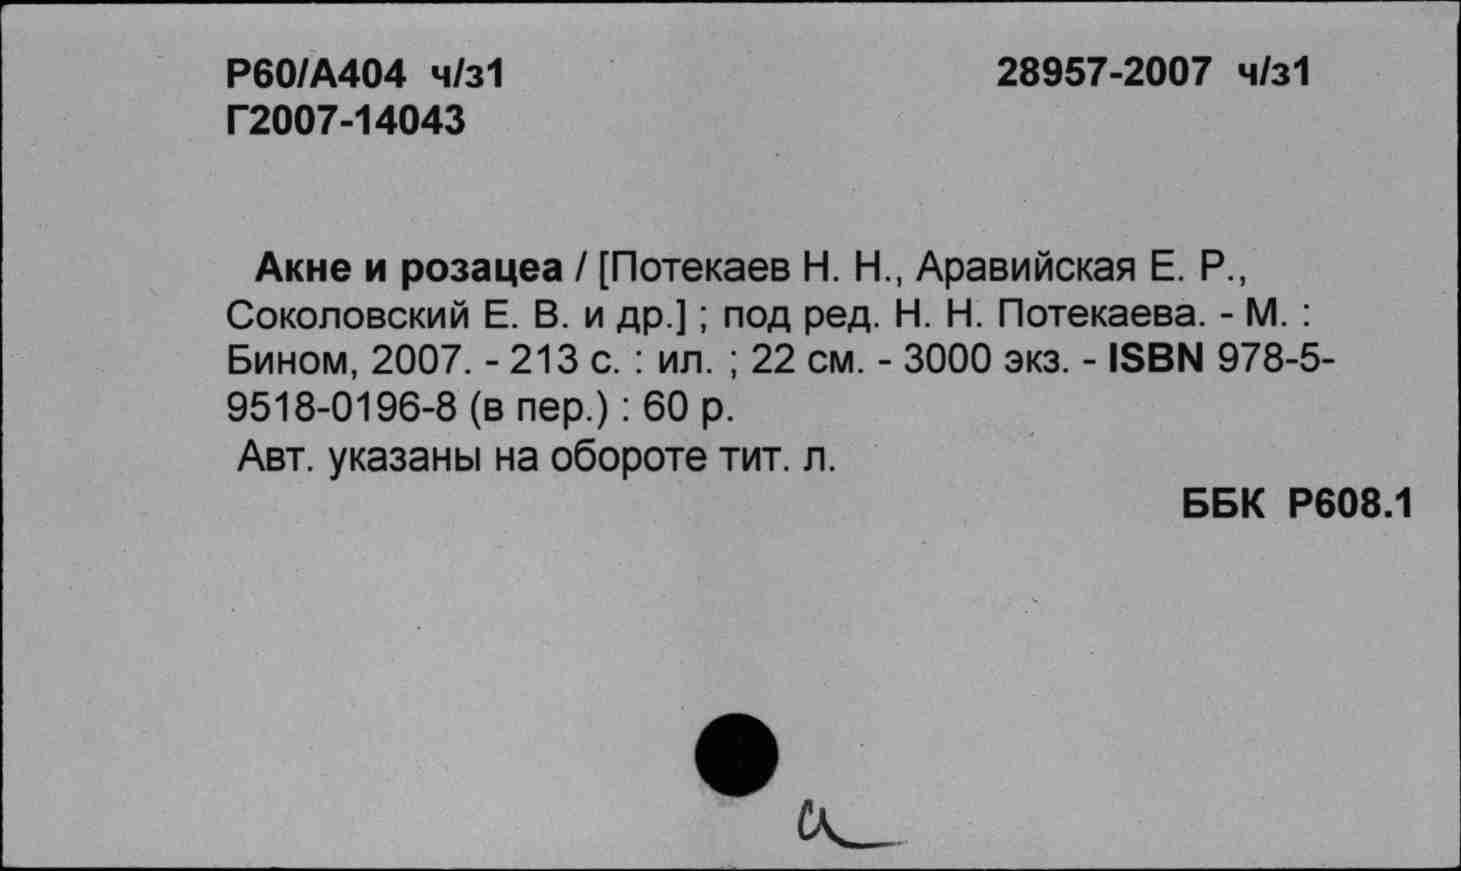 Р60/А404 ч/з1 28957-2007 ч/з1
Г2007-14043
Акне и розацеа / [Потекаев Н. Н., Аравийская Е. Р.,
Соколовский Е. В. и др.] ; под ред. Н. Н. Потекаева. - М. :
Бином, 2007. - 213 с. : ил. ; 22 см. - 3000 экз. - ISBN 978-5-
9518-0196-8 (в пер.) : 60 р.
Авт. указаны на обороте тит. л.
ББК Р608.1